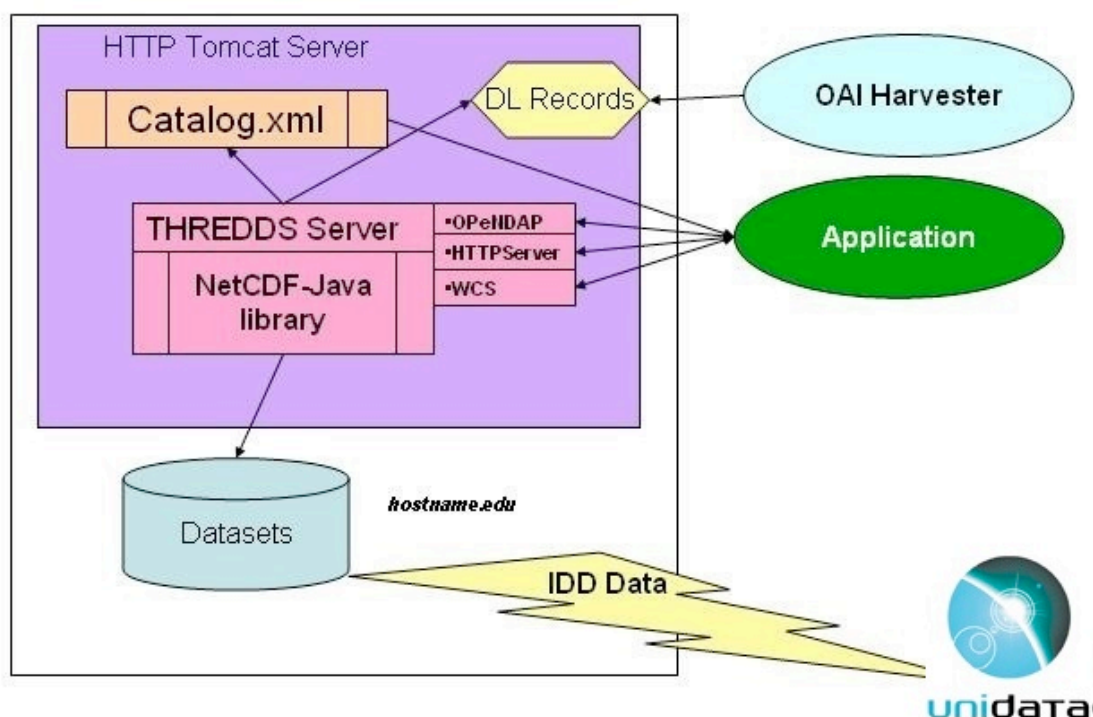 HTTP Tomcat Server
Catalog.xml
DL Records
OAI Harvester
THREDDS Server
NetCDF-Java
library
▪OPeNDAP
▪HTTPServer
▪WCS
Application
Datasets
hostname.edu
IDD Data
unidata